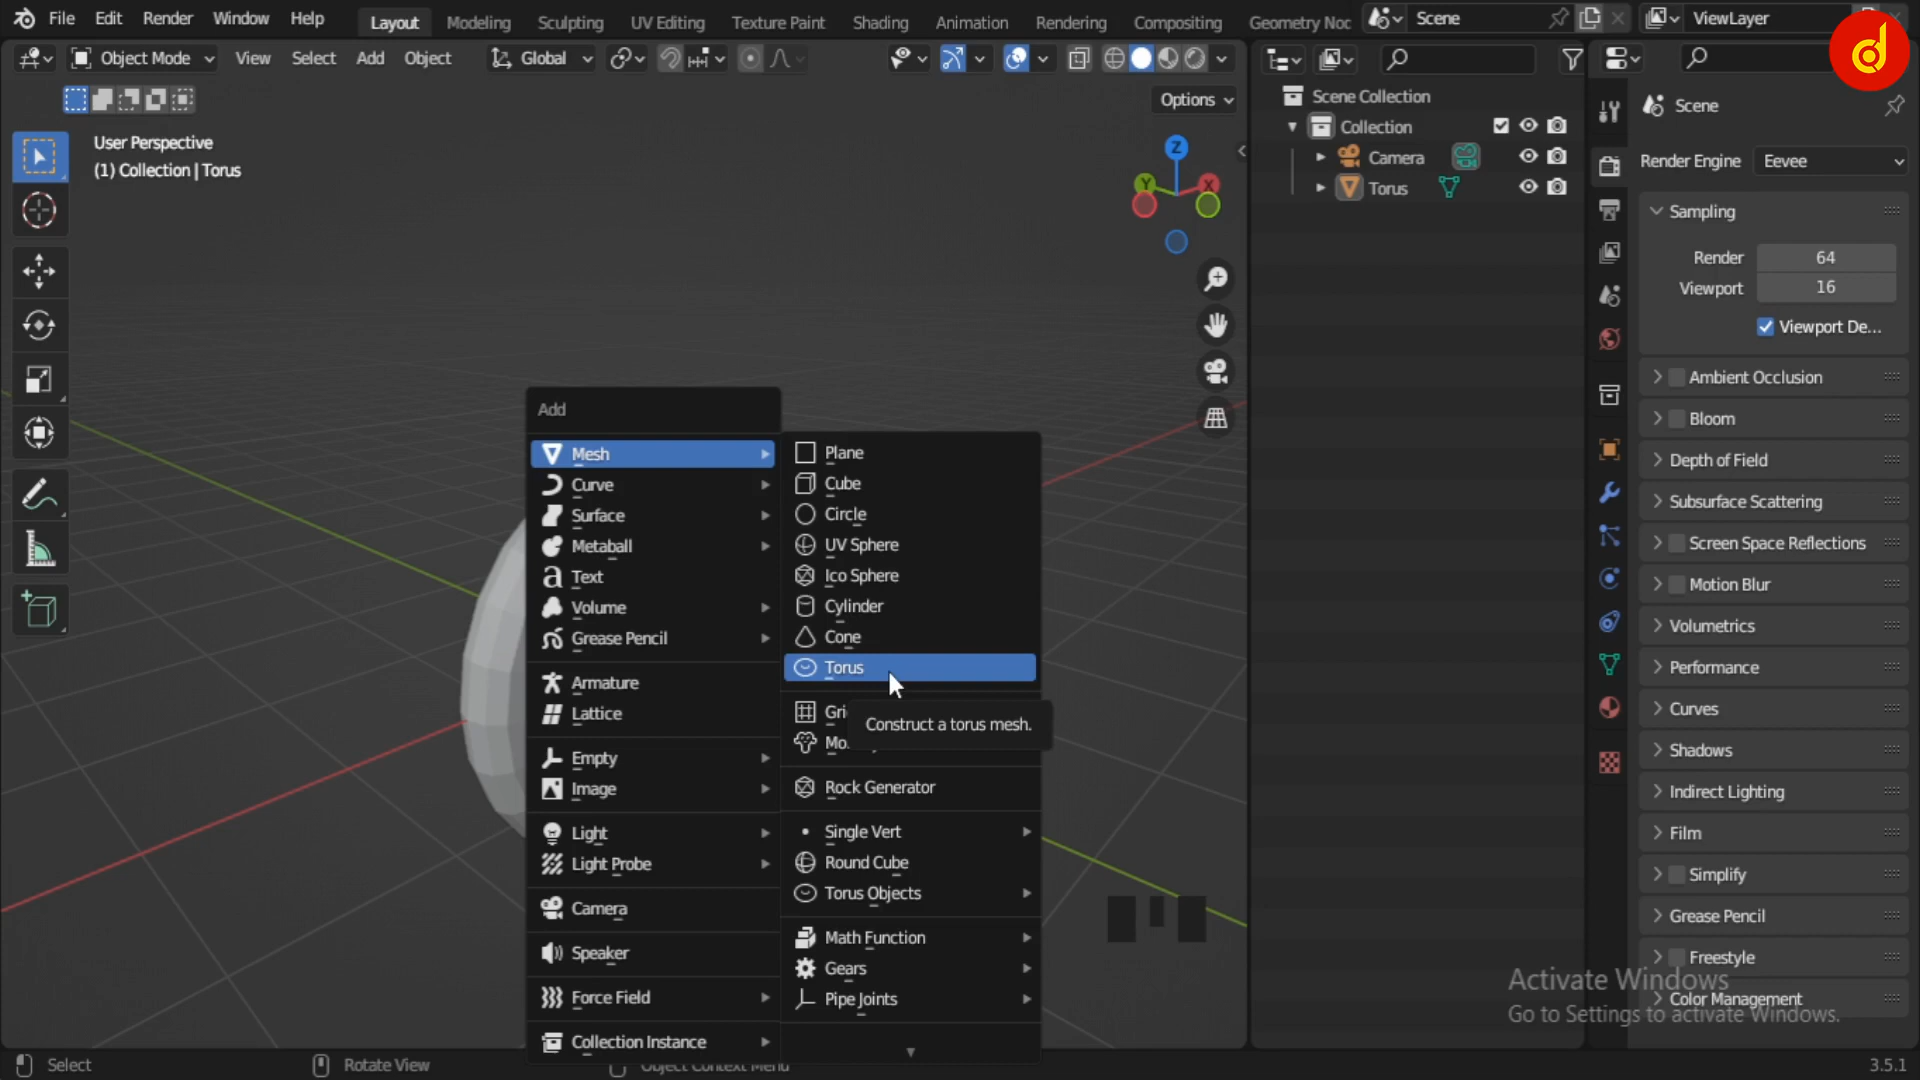 File Edit Render Window Help Layout Modeling Sculpting UV Editing Texture Paint Shading Animation Rendering Compositing Geometry Noc Scene ViewLayer
Object Mode View Select Add Object Global
Options
User Perspective
(1) Collection | Torus
Z
Y
X
Add
Mesh
Curve
Surface
Metaball
Text
Volume
Grease Pencil
Armature
Lattice
Empty
Image
Light
Light Probe
Camera
Speaker
Force Field
Collection Instance
Plane
Cube
Circle
UV Sphere
Ico Sphere
Cylinder
Cone
Torus
Construct a torus mesh.
Rock Generator
Single Vert
Round Cube
Torus Objects
Math Function
Gears
Pipe Joints
Scene Collection
Collection
Camera
Torus
Scene
Render Engine Eevee
Sampling
Render 64
Viewport 16
Viewport De...
Ambient Occlusion
Bloom
Depth of Field
Subsurface Scattering
Screen Space Reflections
Motion Blur
Volumetrics
Performance
Curves
Shadows
Indirect Lighting
Film
Simplify
Grease Pencil
Freestyle
Color Management
Activate Windows
Go to Settings to activate Windows.
Select Rotate View Object Context Menu 3.5.1